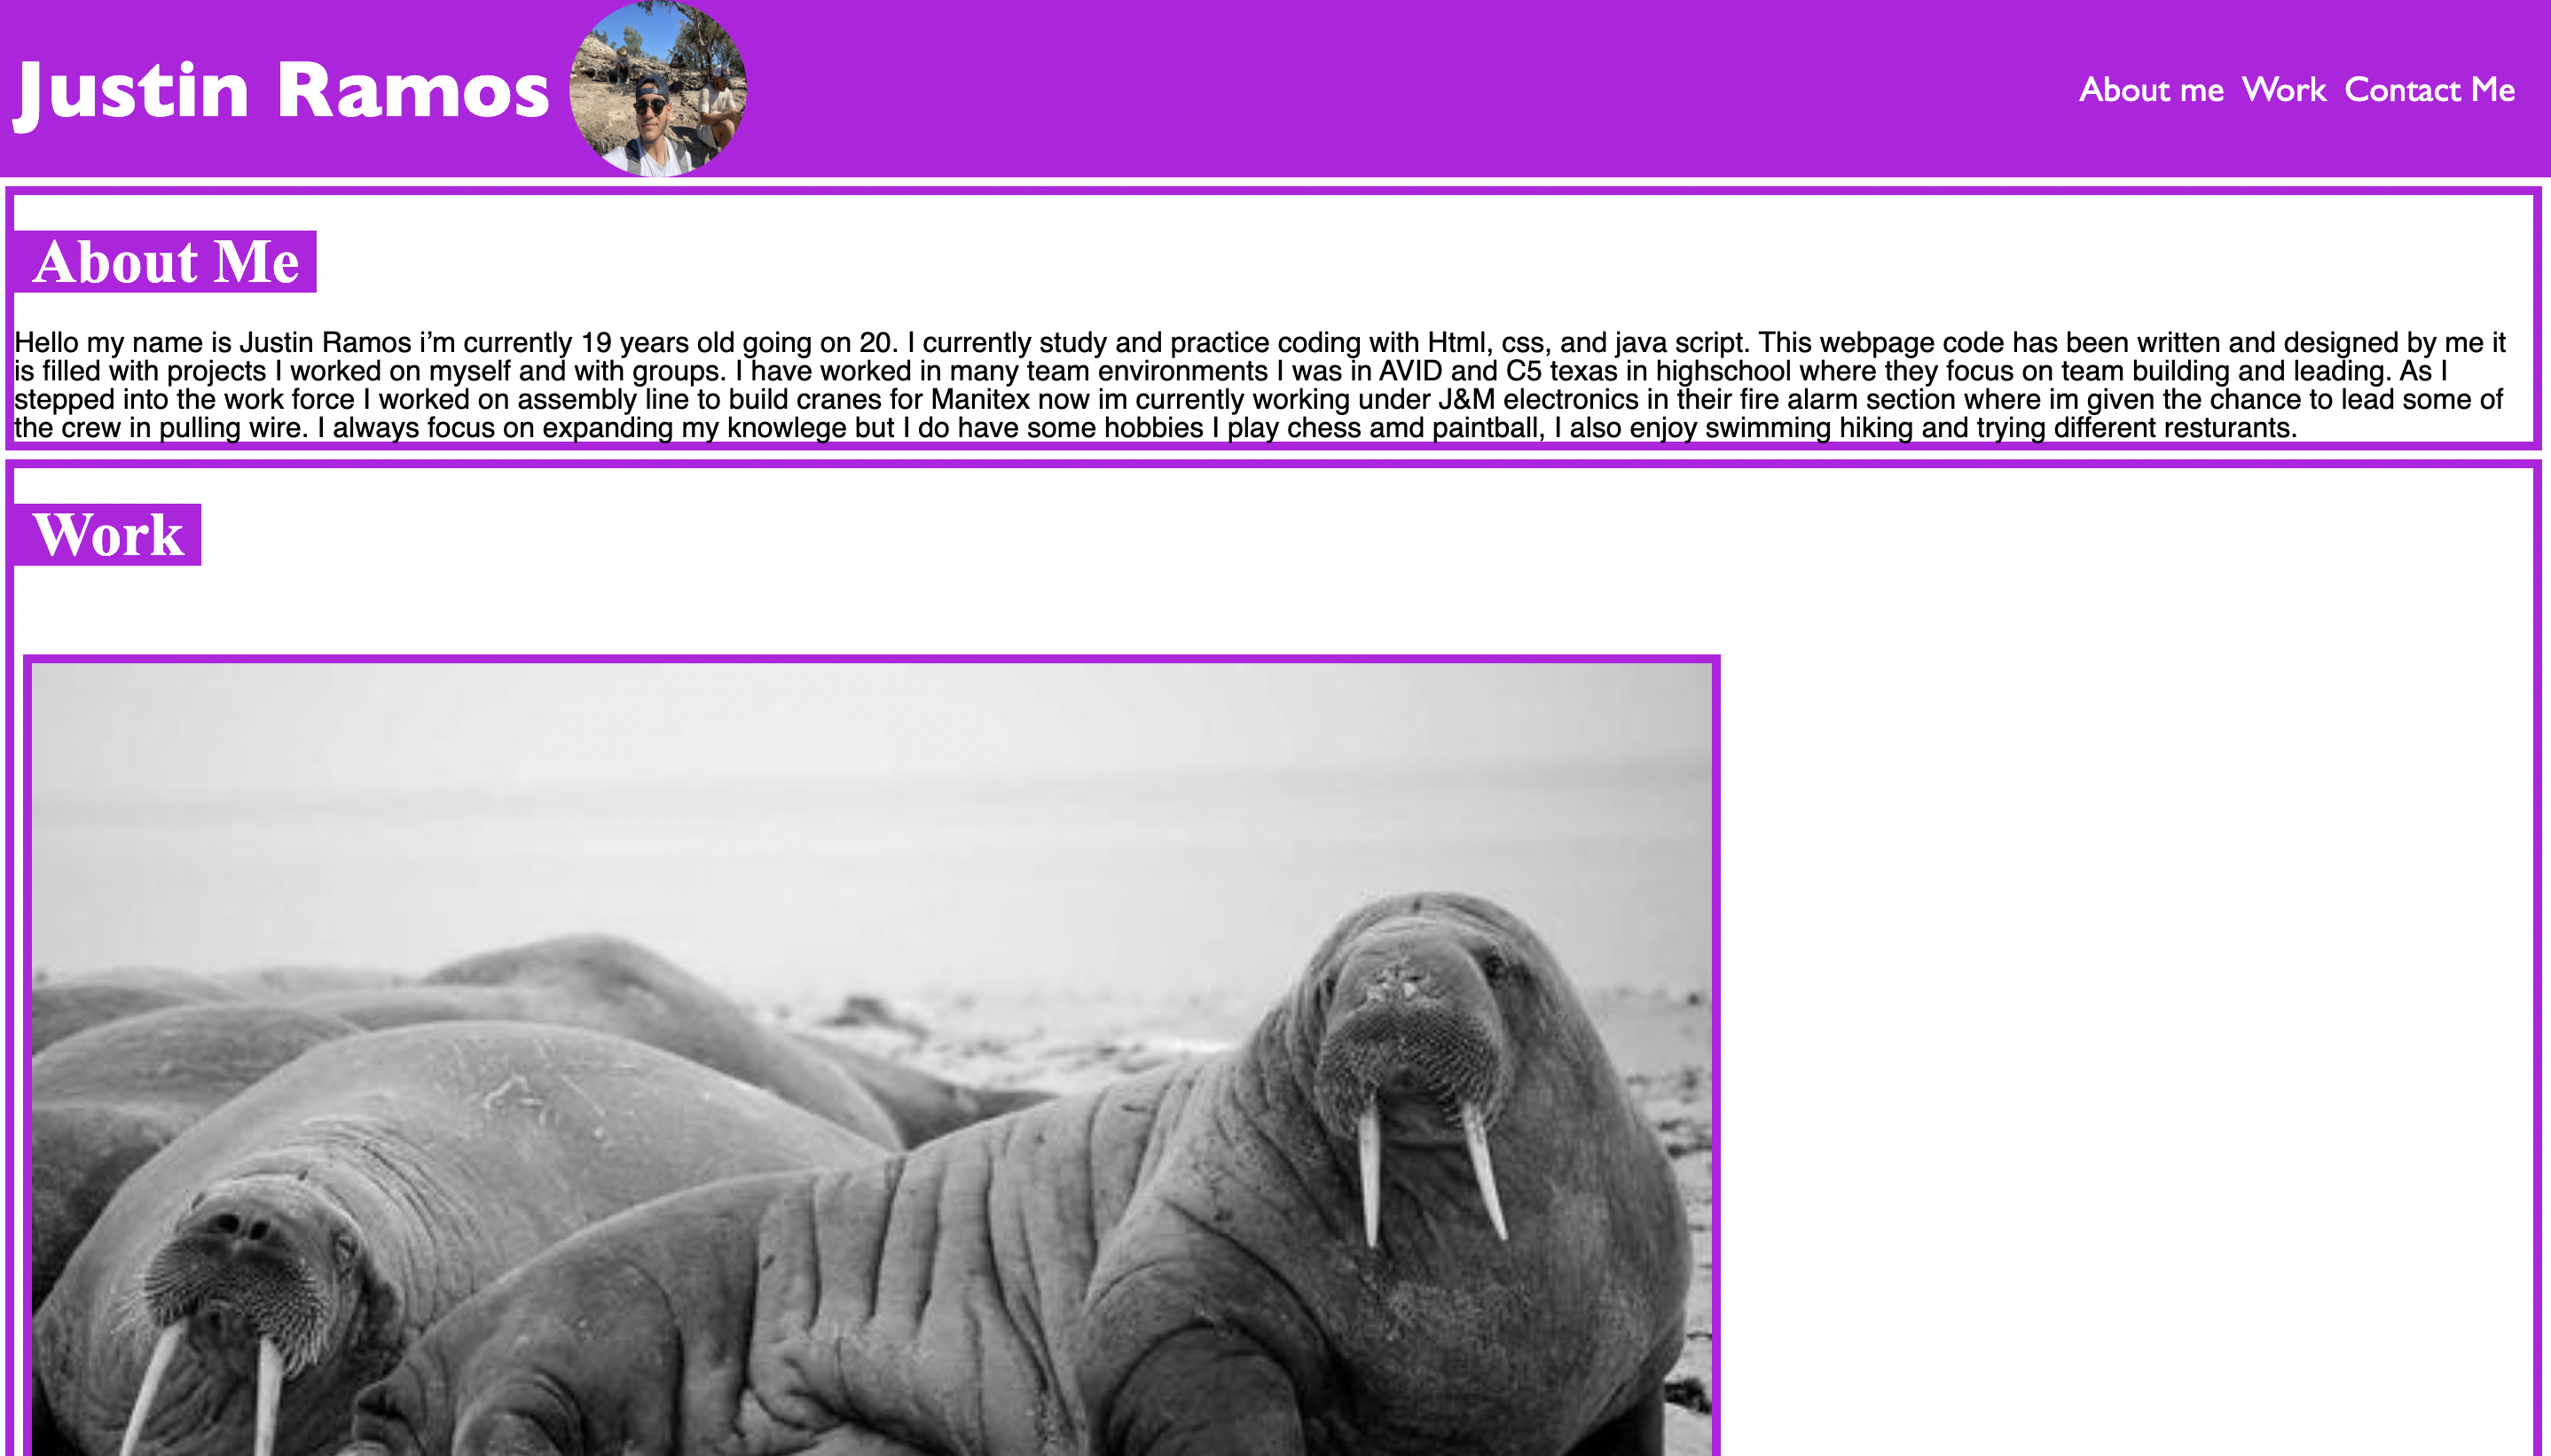 Justin Ramos
About me Work Contact Me
About Me
Hello my name is Justin Ramos i’m currently 19 years old going on 20. I currently study and practice coding with Html, css, and java script. This webpage code has been written and designed by me it
is filled with projects I worked on myself and with groups. I have worked in many team environments I was in AVID and C5 texas in highschool where they focus on team building and leading. As I
stepped into the work force I worked on assembly line to build cranes for Manitex now im currently working under J&M electronics in their fire alarm section where im given the chance to lead some of
the crew in pulling wire. I always focus on expanding my knowlege but I do have some hobbies I play chess amd paintball, I also enjoy swimming hiking and trying different resturants.
Work